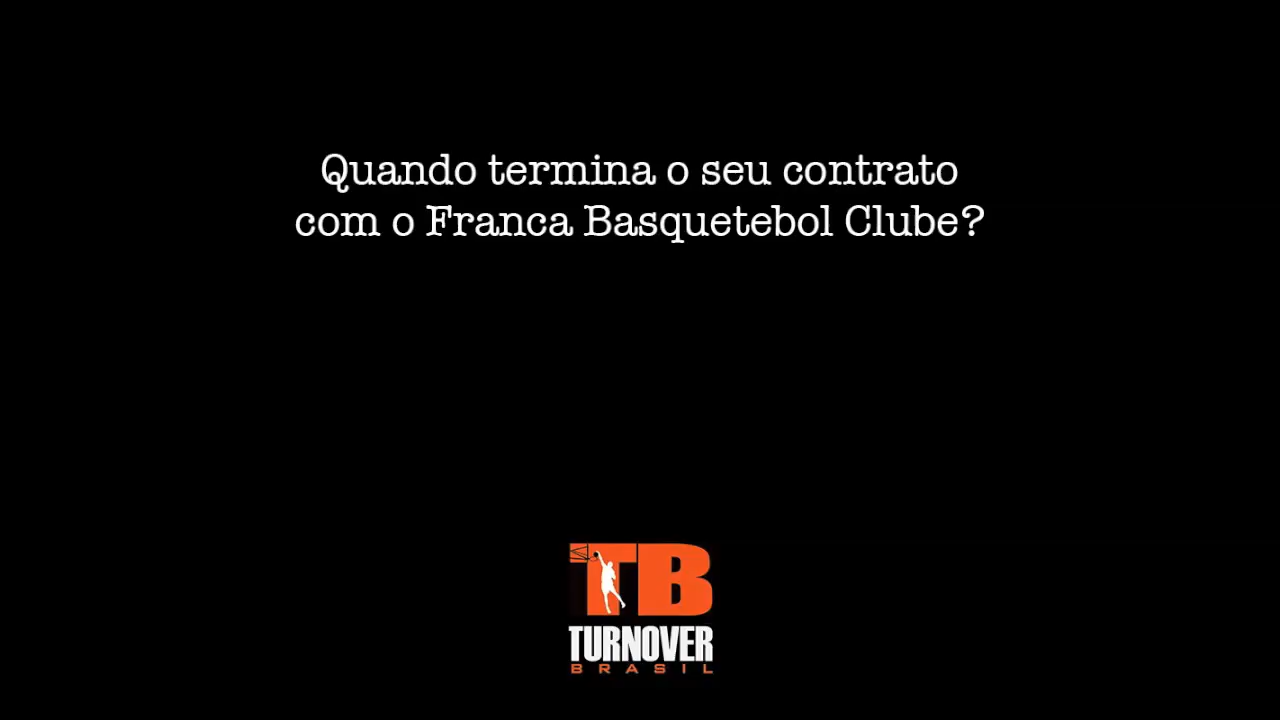 Quando termina o seu contrato
com o Franca Basquetebol Clube?
TB
TURNOVER
BRASIL